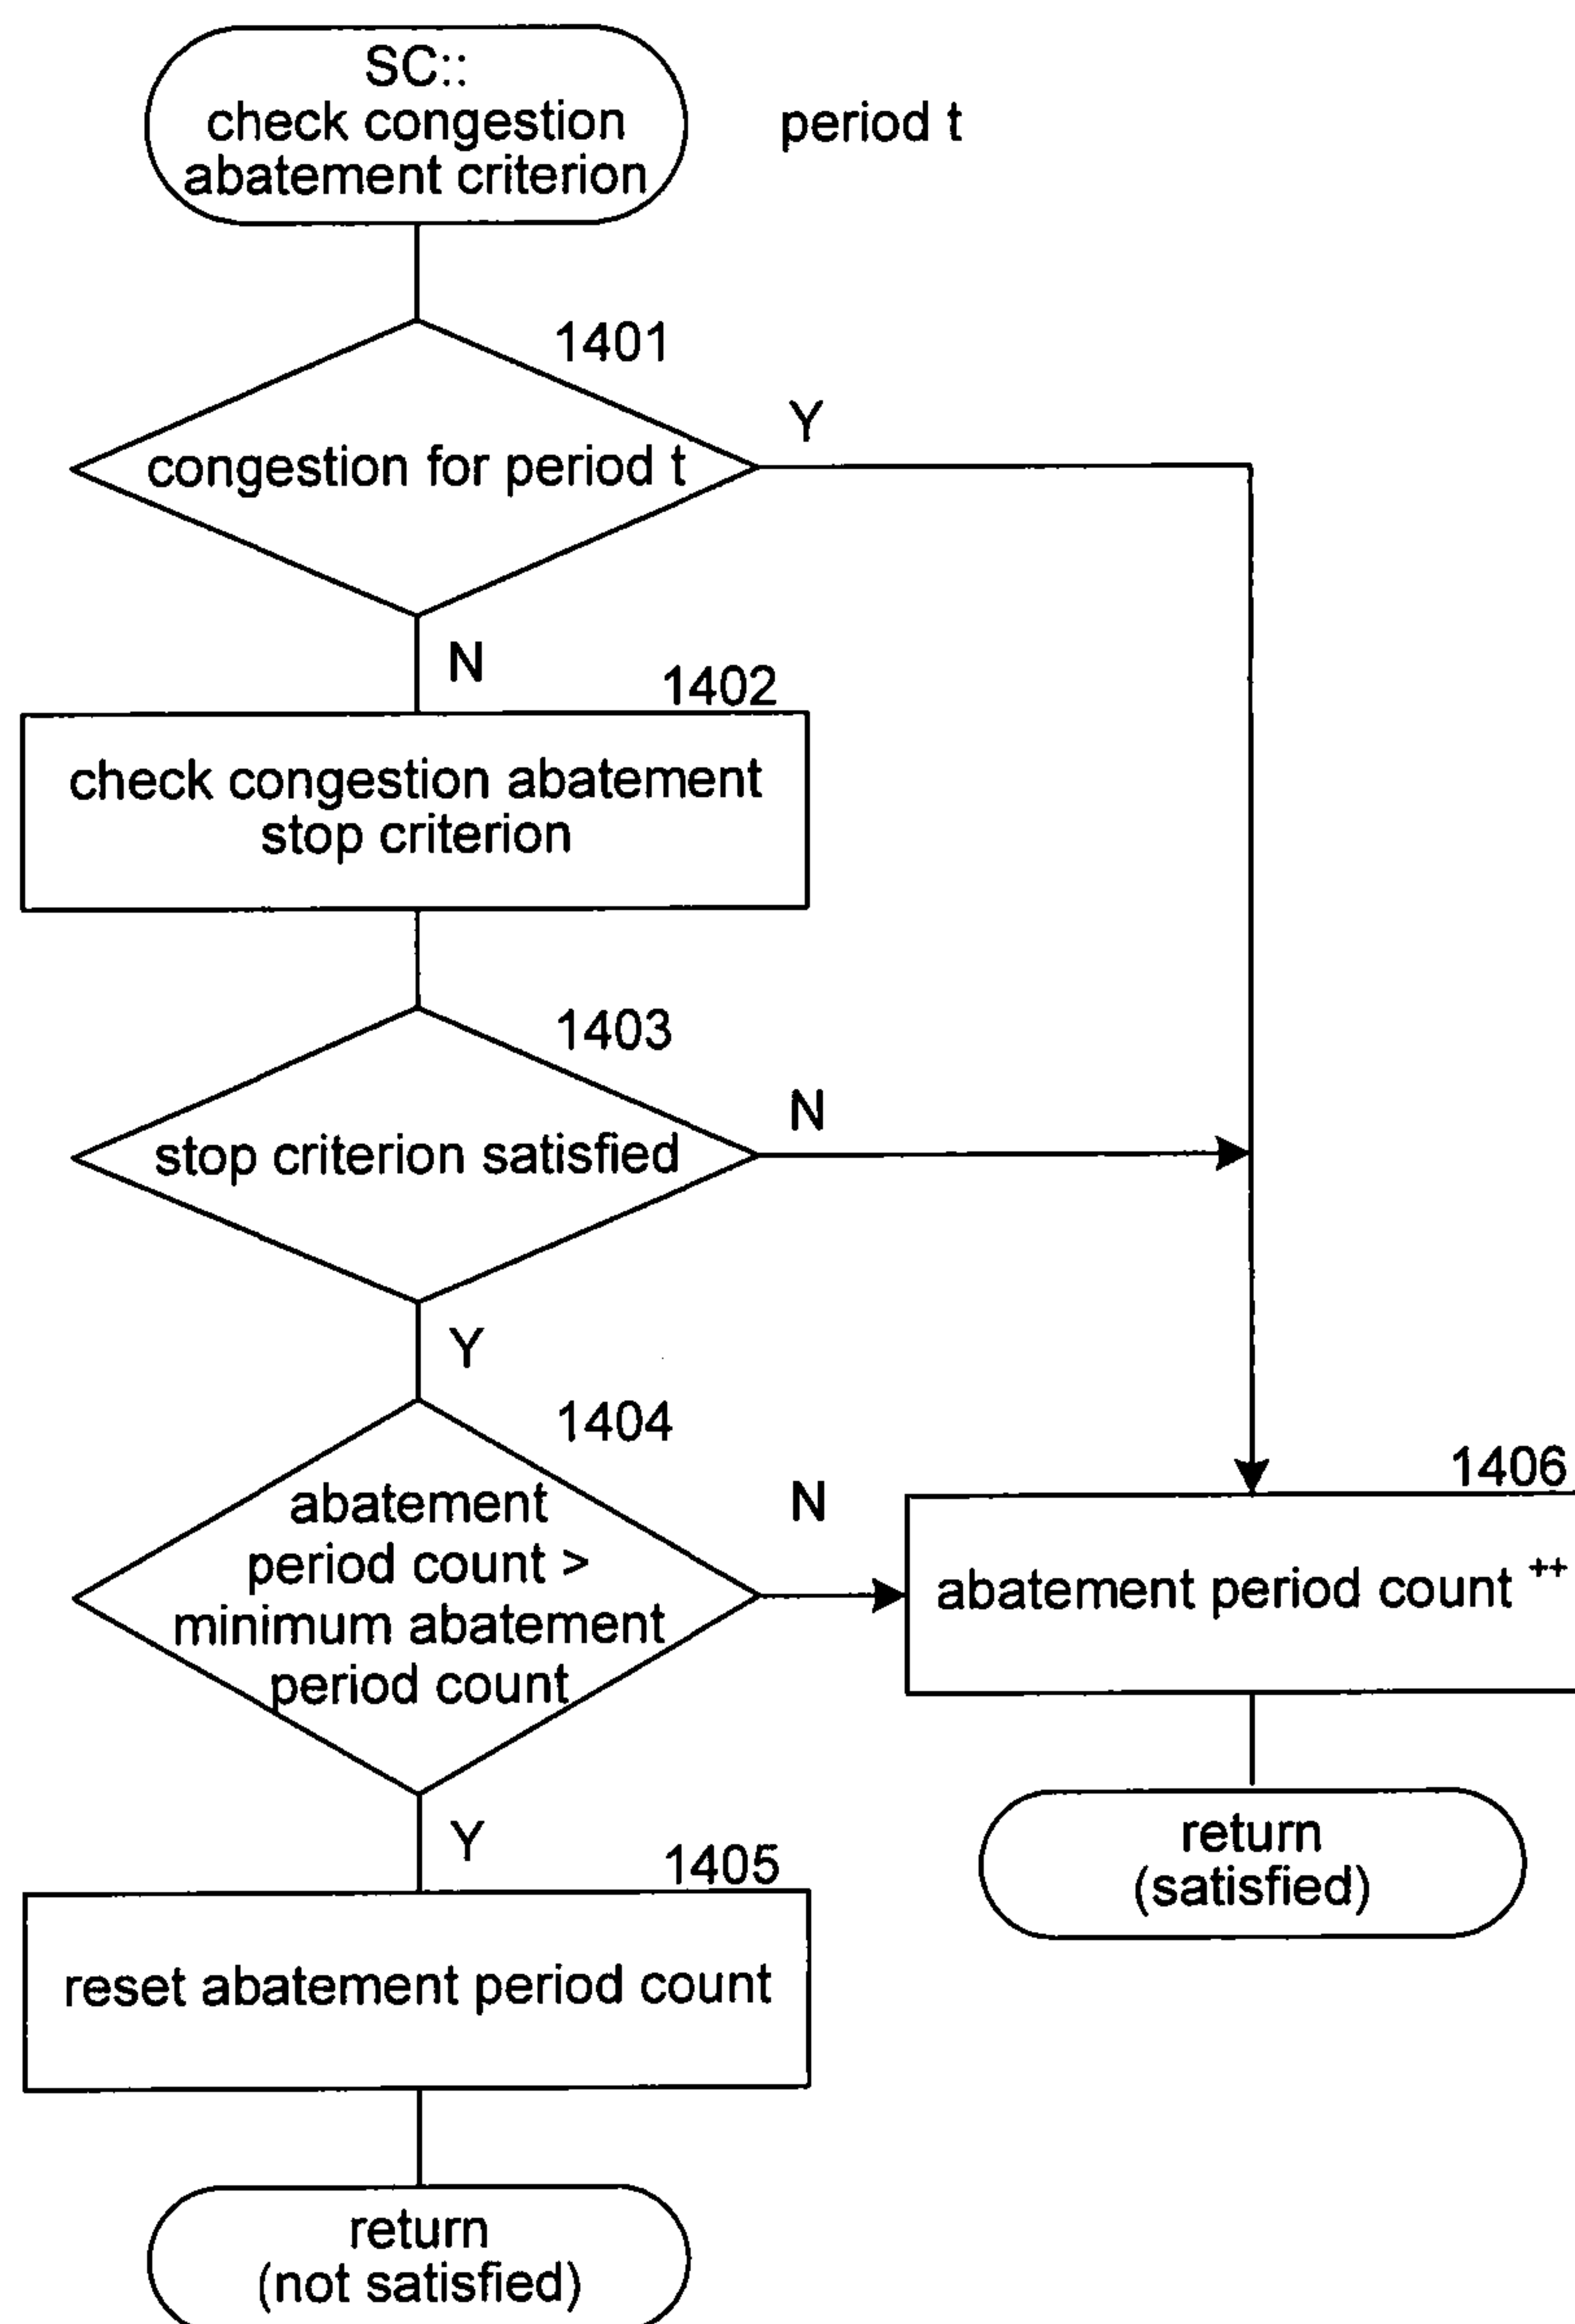 SC::
check congestion
abatement criterion
period t
1401
congestion for period t
Y
N
1402
check congestion abatement
stop criterion
1403
stop criterion satisfied
N
Y
1404
abatement
period count >
minimum abatement
period count
N
Y
1406
abatement period count ++
return
(satisfied)
1405
reset abatement period count
return
(not satisfied)